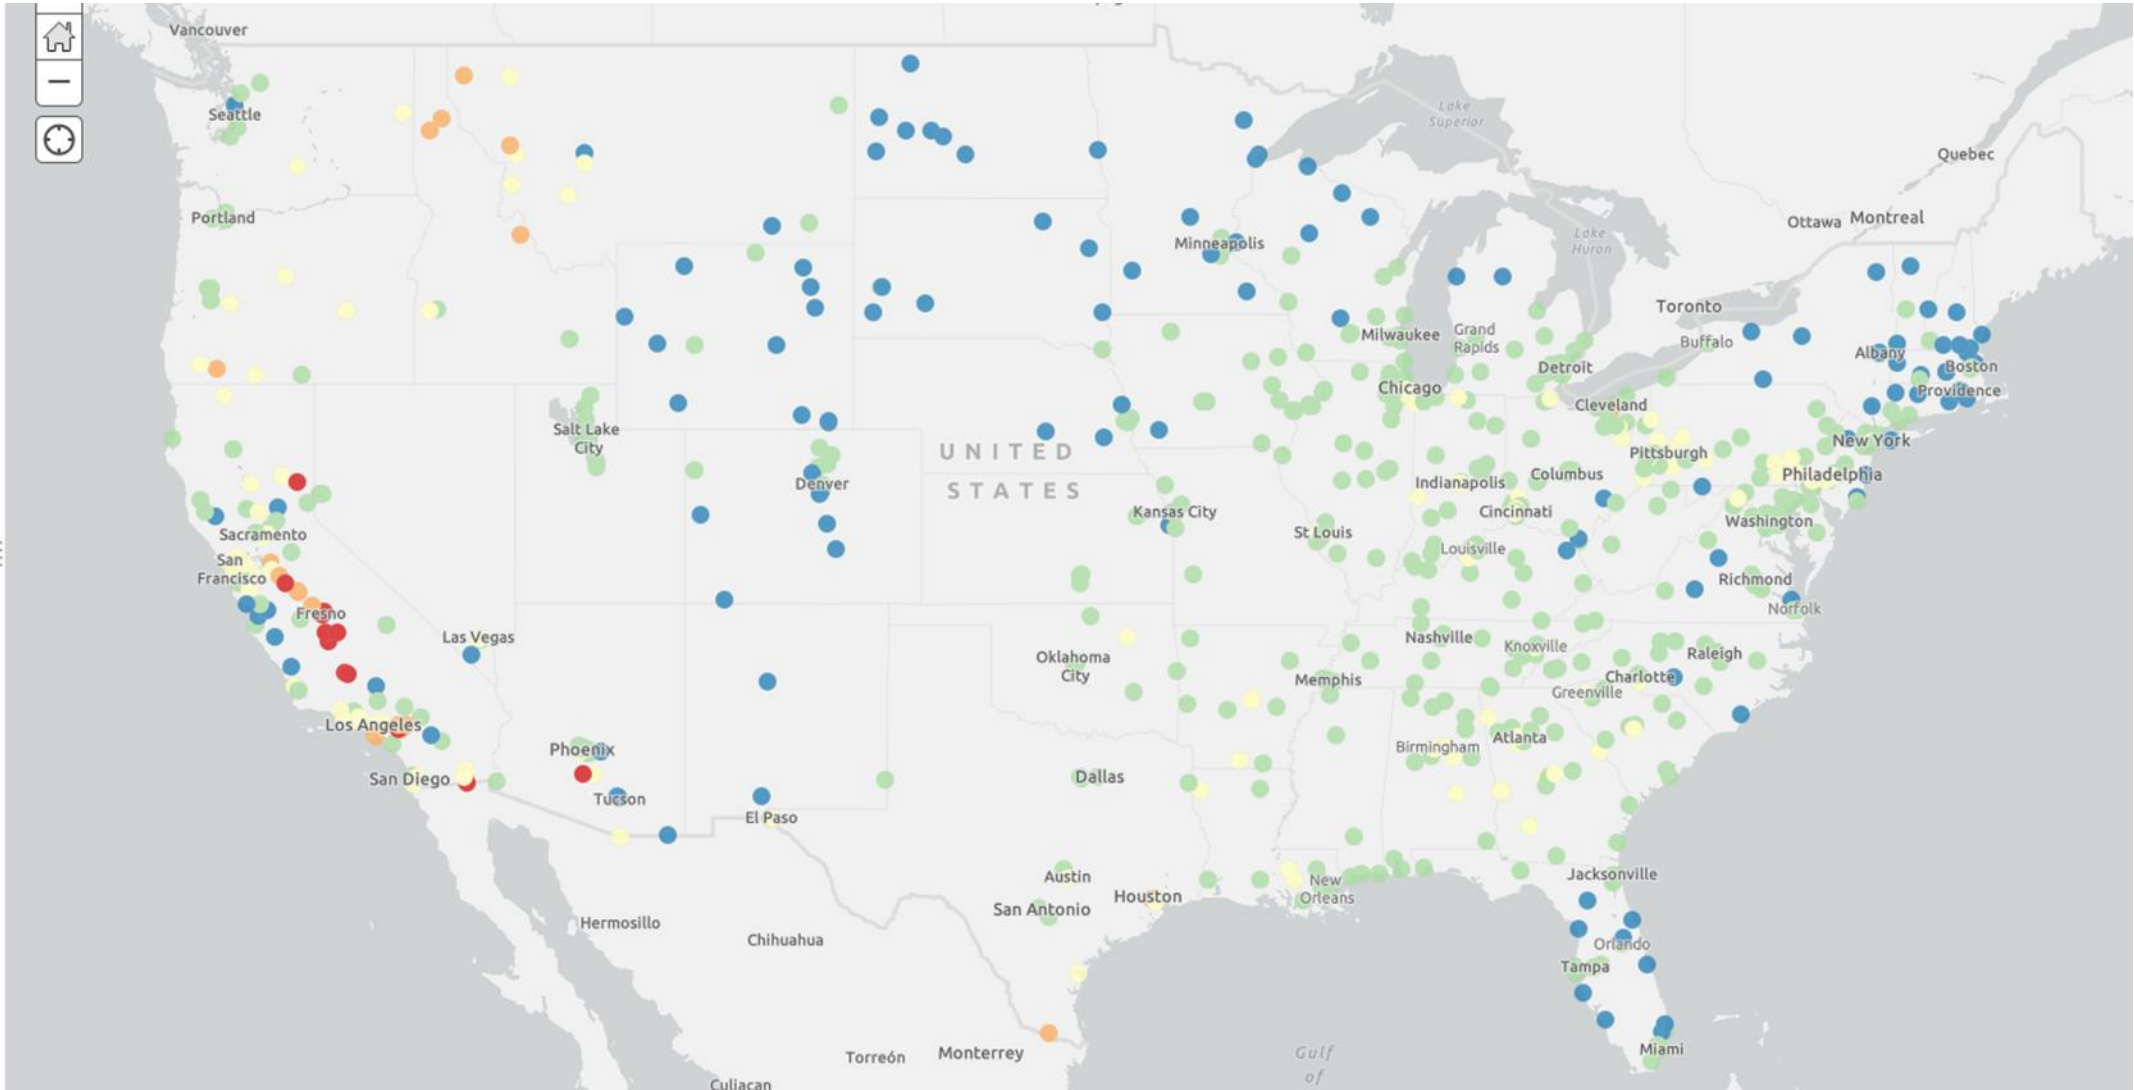 Vancouver
Seattle
Lake
Superior
Quebec
Portland
Ottawa
Montreal
Minneapolis
Lake
Huron
Toronto
Milwaukee
Grand
Rapids
Buffalo
Albany
Detroit
Boston
Chicago
Providence
Cleveland
Salt Lake
City
New York
UNITED
STATES
Pittsburgh
Denver
Indianapolis
Columbus
Philadelphia
Kansas City
Cincinnati
Washington
Sacramento
St Louis
Louisville
San
Francisco
Richmond
Fresno
Norfolk
Las Vegas
Nashville
Knoxville
Raleigh
Oklahoma
City
Memphis
Charlotte
Greenville
Los Angeles
Phoenix
Birmingham
Atlanta
San Diego
Dallas
Tucson
El Paso
Austin
Jacksonville
New
Orleans
Houston
San Antonio
Hermosillo
Chihuahua
Orlando
Tampa
Miami
Torreón
Monterrey
Gulf
of
Culiacan